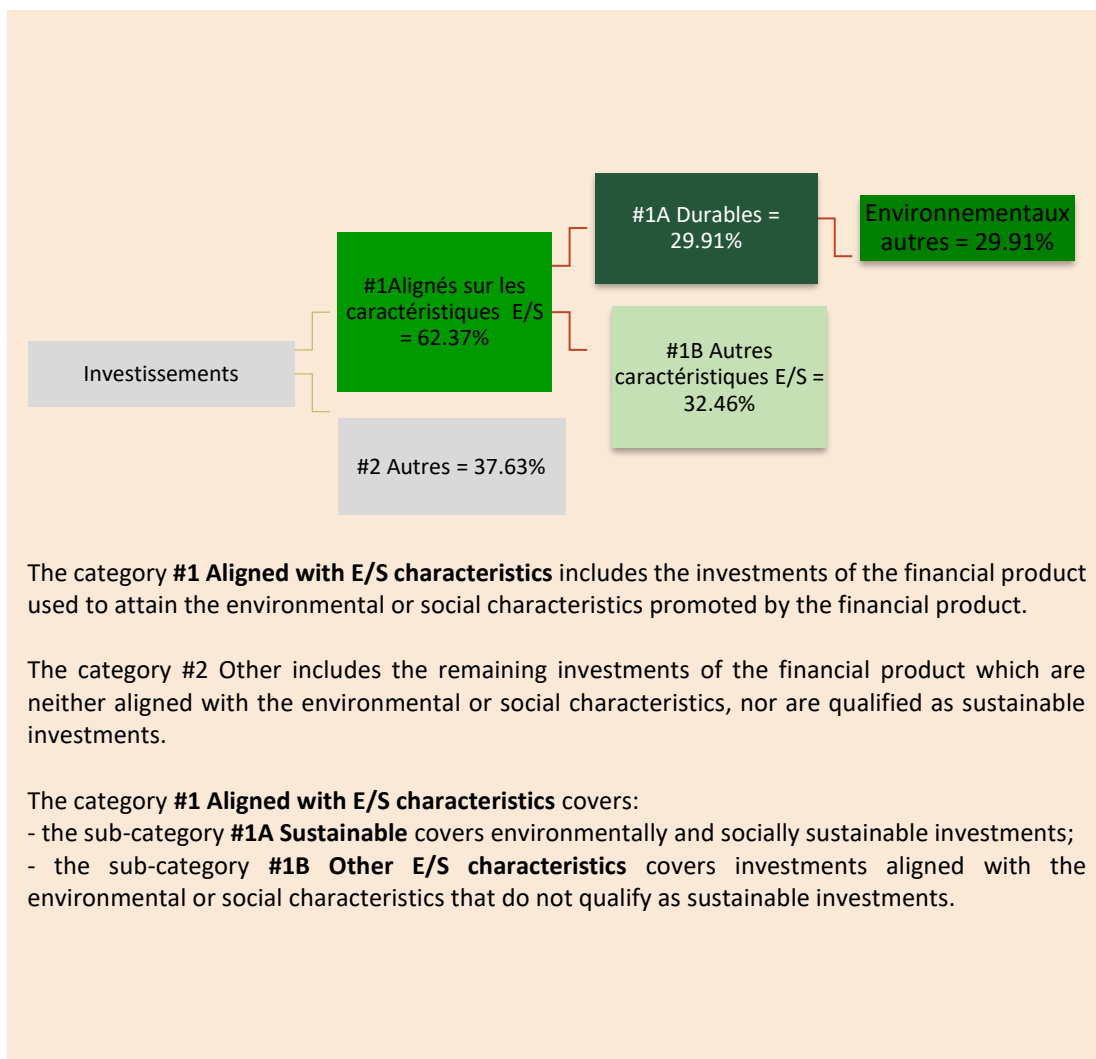 #1A Durables =
29.91%
Environnementaux
autres = 29.91%
#1Alignés sur les
caractéristiques E/S
= 62.37%
#1B Autres
caractéristiques E/S =
32.46%
Investissements
#2 Autres = 37.63%
The category #1 Aligned with E/S characteristics includes the investments of the financial product
used to attain the environmental or social characteristics promoted by the financial product.
The category #2 Other includes the remaining investments of the financial product which are
neither aligned with the environmental or social characteristics, nor are qualified as sustainable
investments.
The category #1 Aligned with E/S characteristics covers:
- the sub-category #1A Sustainable covers environmentally and socially sustainable investments;
- the sub-category #1B Other E/S characteristics covers investments aligned with the
environmental or social characteristics that do not qualify as sustainable investments.